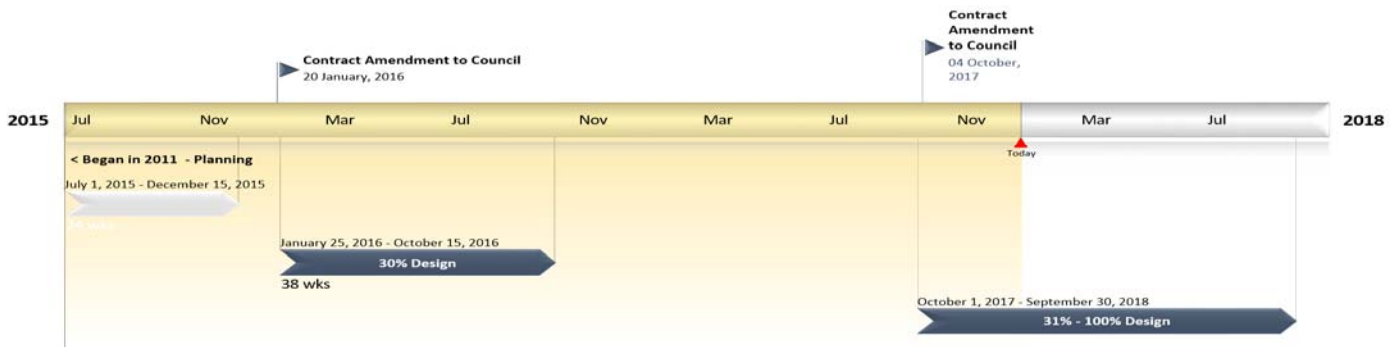 Contract
Amendment
to Council
04 October,
2017
Contract Amendment to Council
20 January, 2016
2015 Jul Nov Mar Jul Nov Mar Jul Nov Mar Jul 2018
Today
< Began in 2011 - Planning
July 1, 2015 - December 15, 2015
January 25, 2016 - October 15, 2016
30% Design
38 wks
October 1, 2017 - September 30, 2018
31% - 100% Design